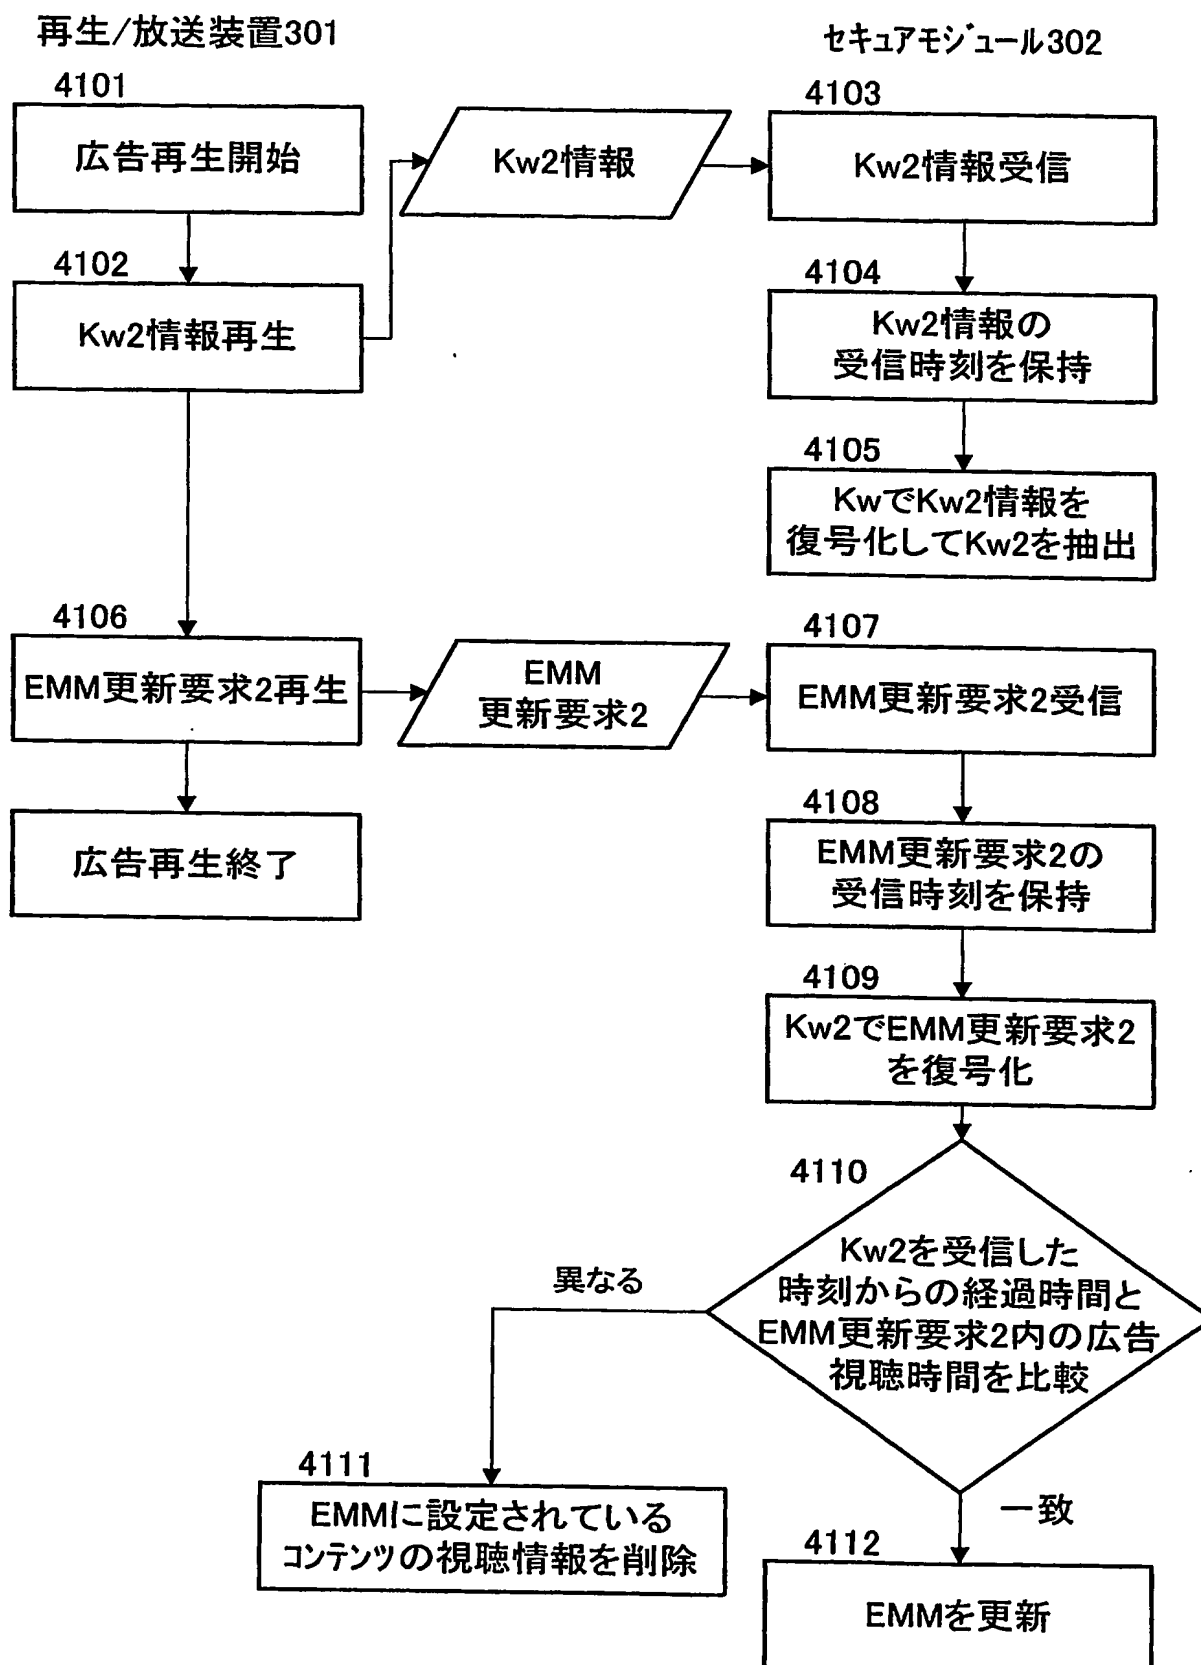 再生/放送装置301
セキュアモジュール302
4101
広告再生開始
Kw2情報
4103
Kw2情報受信
4102
Kw2情報再生
4104
Kw2情報の
受信時刻を保持
4105
KwでKw2情報を
復号化してKw2を抽出
4106
EMM更新要求2再生
EMM
更新要求2
4107
EMM更新要求2受信
広告再生終了
4108
EMM更新要求2の
受信時刻を保持
4109
Kw2でEMM更新要求2
を復号化
4110
Kw2を受信した
時刻からの経過時間と
EMM更新要求2内の広告
視聴時間を比較
異なる
4111
EMMに設定されている
コンテンツの視聴情報を削除
一致
4112
EMMを更新